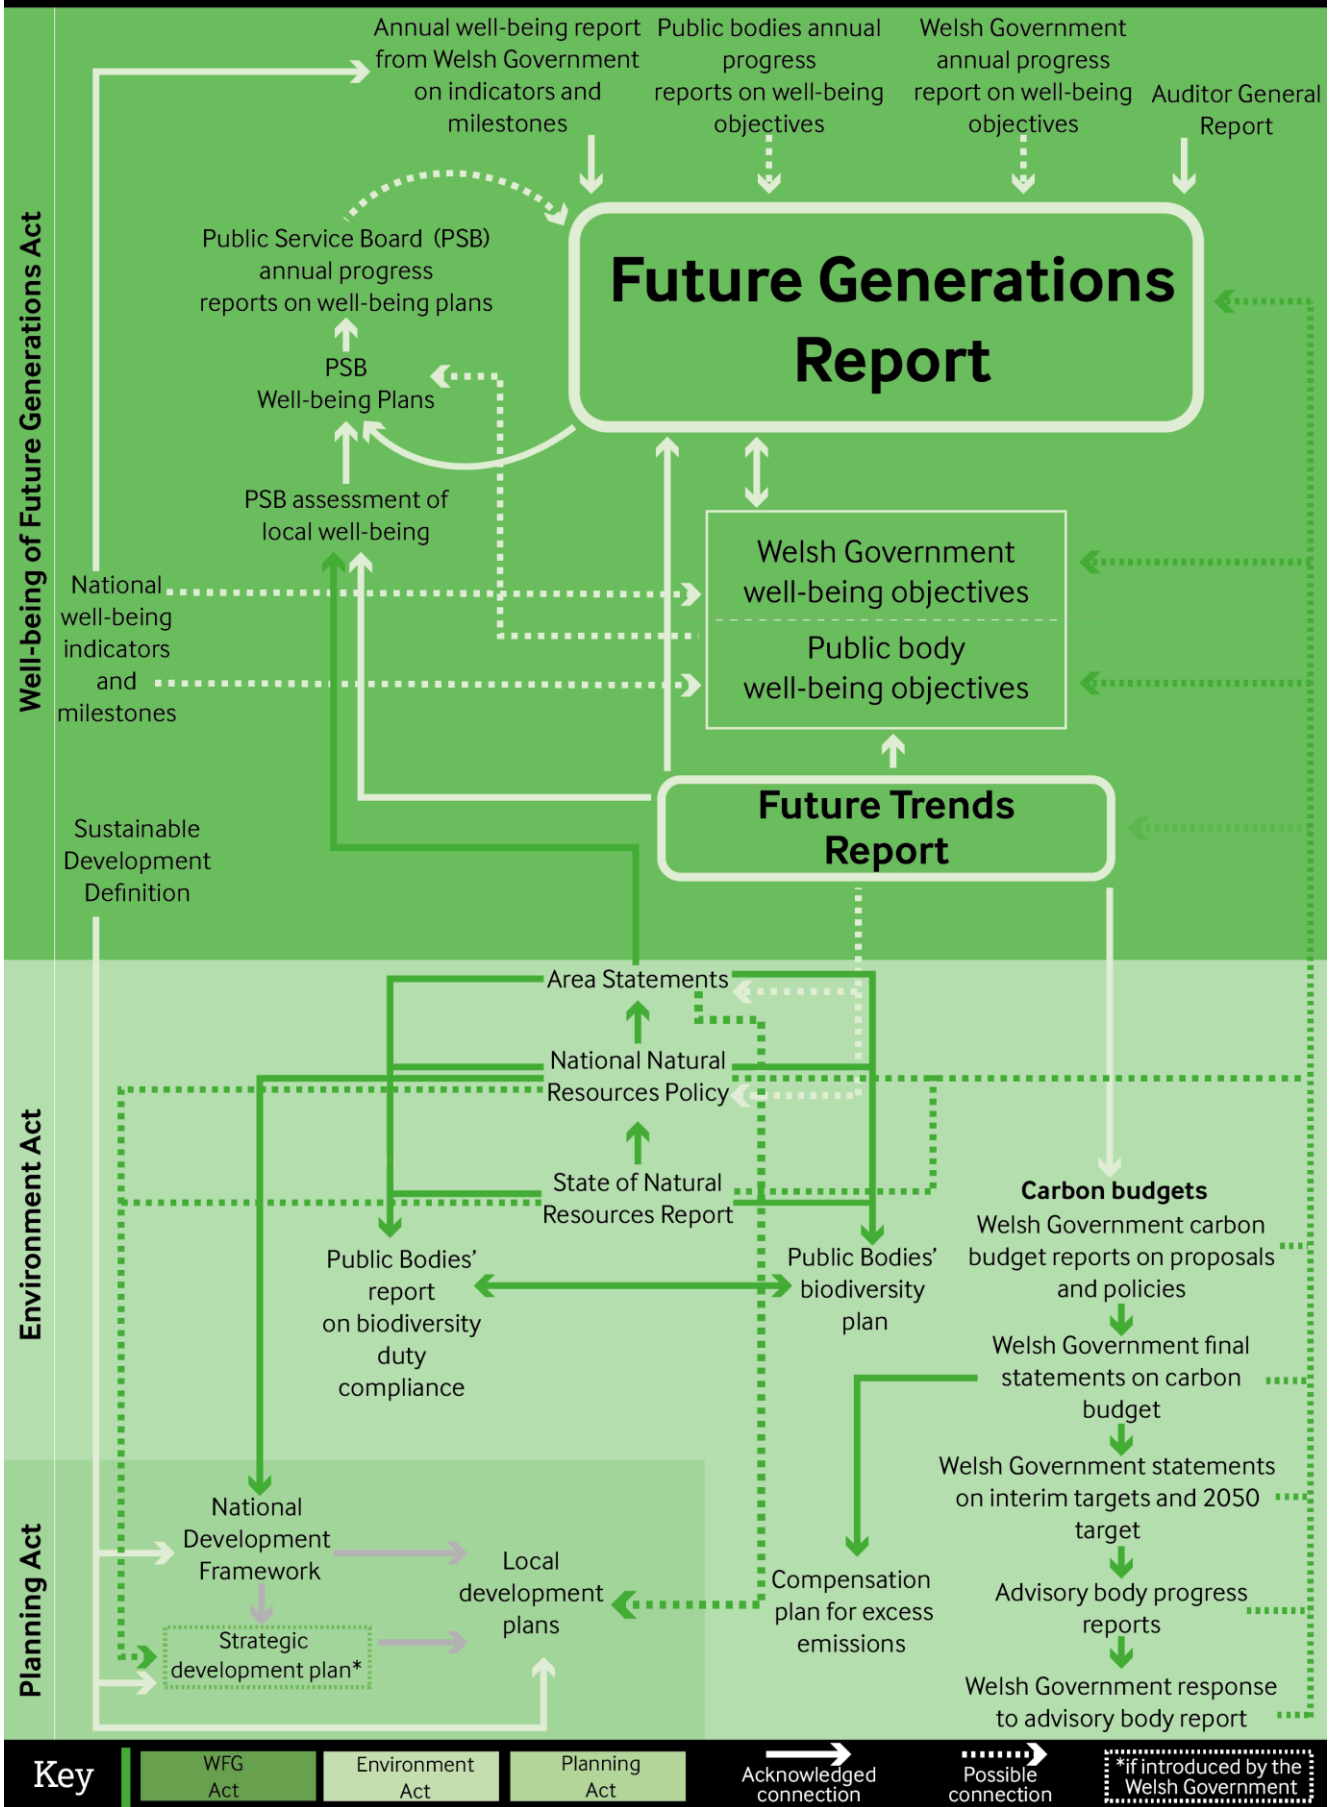 Annual well-being report
from Welsh Government
on indicators and
milestones
Public bodies annual
progress
reports on well-being
objectives
Welsh Government
annual progress
report on well-being
objectives
Auditor General
Report
Well-being of Future Generations Act
Public Service Board (PSB)
annual progress
reports on well-being plans
Future Generations
Report
PSB
Well-being Plans
PSB assessment of
local well-being
National
well-being
indicators
and
milestones
Welsh Government
well-being objectives
Public body
well-being objectives
Future Trends
Report
Sustainable
Development
Definition
Environment Act
Area Statements
National Natural
Resources Policy
State of Natural
Resources Report
Public Bodies’
report
on biodiversity
duty
compliance
Public Bodies’
biodiversity
plan
Carbon budgets
Welsh Government carbon
budget reports on proposals
and policies
Welsh Government final
statements on carbon
budget
Welsh Government statements
on interim targets and 2050
target
Advisory body progress
reports
Welsh Government response
to advisory body report
Compensation
plan for excess
emissions
Planning Act
National
Development
Framework
Strategic
development plan*
Local
development
plans
Key
WFG
Act
Environment
Act
Planning
Act
Acknowledged
connection
Possible
connection
*if introduced by the
Welsh Government